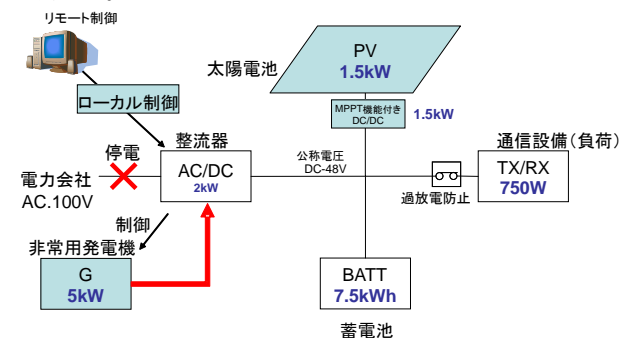 リモート制御
ローカル制御
太陽電池
PV
1.5kW
MPPT機能付き
DC/DC
1.5kW
停電
電力会社
AC.100V
整流器
AC/DC
2kW
公称電圧
DC-48V
過放電防止
通信設備(負荷)
TX/RX
750W
制御
非常用発電機
G
5kW
BATT
7.5kWh
蓄電池